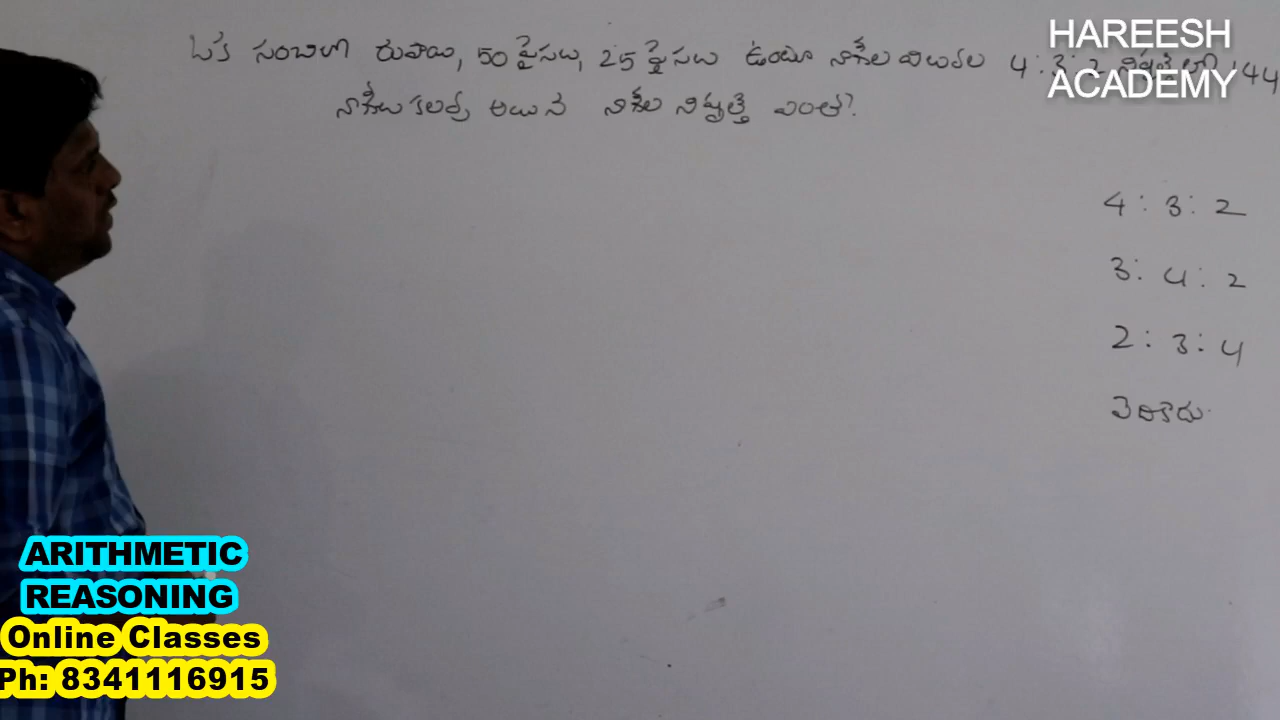 ఒక సంచిలో రుపాయి, 50 పైసలు, 25 పైసలు ఉంటూ నాణేల విలువల 4:3:2 నిష్పత్తిలో 144
నాణేలు కలవు అయిన నాణేల నిష్పత్తి ఎంత?
HAREESH
ACADEMY
4:3:2
3:4:2
2:3:4
ఏదికాదు
ARITHMETIC
REASONING
Online Classes
Ph: 8341116915